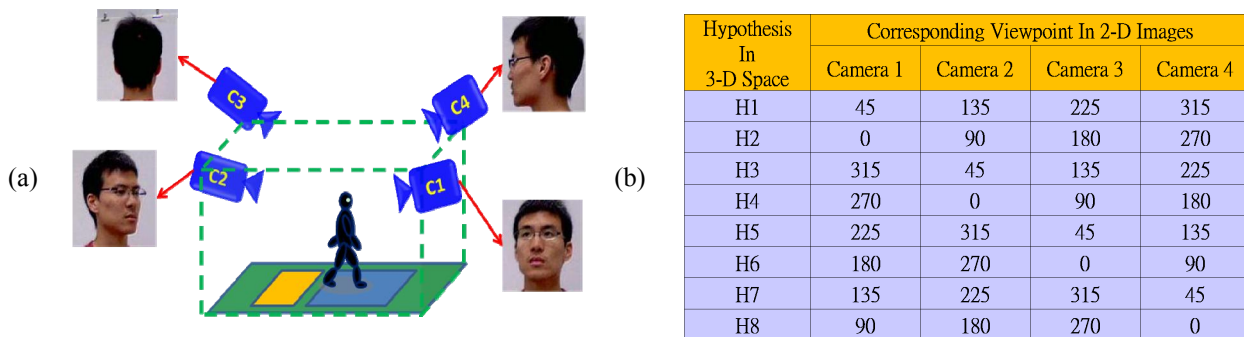 (a)
C3
C4
C2
C1
(b)
Hypothesis In 3-D Space
Corresponding Viewpoint In 2-D Images
Camera 1 Camera 2 Camera 3 Camera 4
H1 45 135 225 315
H2 0 90 180 270
H3 315 45 135 225
H4 270 0 90 180
H5 225 315 45 135
H6 180 270 0 90
H7 135 225 315 45
H8 90 180 270 0